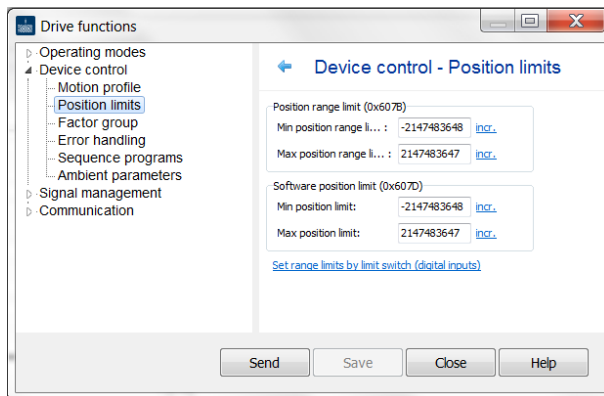 Drive functions
Operating modes
Device control
Motion profile
Position limits
Factor group
Error handling
Sequence programs
Ambient parameters
Signal management
Communication
Device control - Position limits
Position range limit (0x607B)
Min position range li... : -2147483648 incr.
Max position range li... : 2147483647 incr.
Software position limit (0x607D)
Min position limit: -2147483648 incr.
Max position limit: 2147483647 incr.
Set range limits by limit switch (digital inputs)
Send Save Close Help